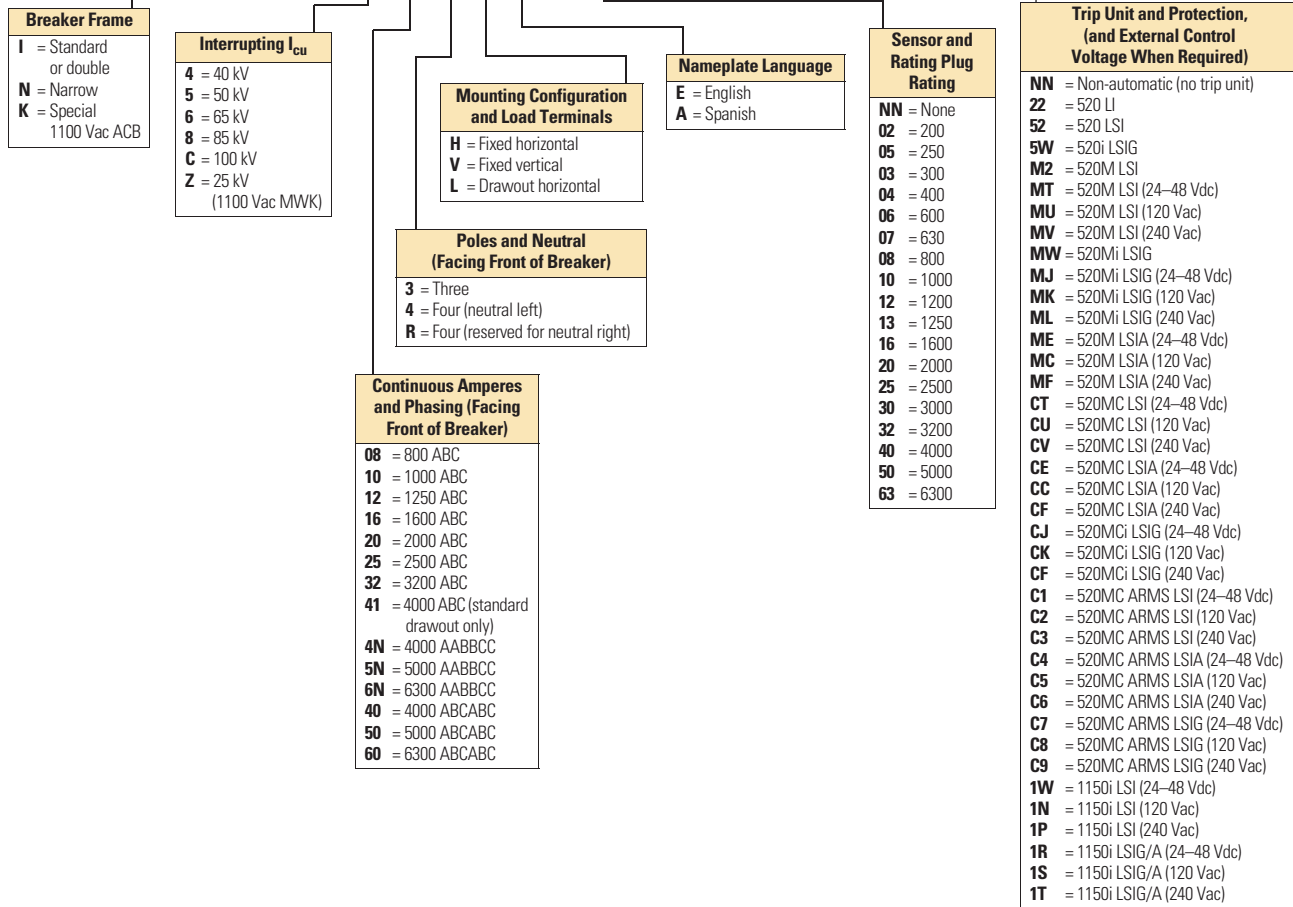 Breaker Frame
I = Standard
or double
N = Narrow
K = Special
1100 Vac ACB
Interrupting Icu
4 = 40 kV
5 = 50 kV
6 = 65 kV
8 = 85 kV
C = 100 kV
Z = 25 kV
(1100 Vac MWK)
Continuous Amperes
and Phasing (Facing
Front of Breaker)
08 = 800 ABC
10 = 1000 ABC
12 = 1250 ABC
16 = 1600 ABC
20 = 2000 ABC
25 = 2500 ABC
32 = 3200 ABC
41 = 4000 ABC (standard
drawout only)
4N = 4000 AABBCC
5N = 5000 AABBCC
6N = 6300 AABBCC
40 = 4000 ABCABC
50 = 5000 ABCABC
60 = 6300 ABCABC
Poles and Neutral
(Facing Front of Breaker)
3 = Three
4 = Four (neutral left)
R = Four (reserved for neutral right)
Mounting Configuration
and Load Terminals
H = Fixed horizontal
V = Fixed vertical
L = Drawout horizontal
Nameplate Language
E = English
A = Spanish
Sensor and
Rating Plug
Rating
NN = None
02 = 200
05 = 250
03 = 300
04 = 400
06 = 600
07 = 630
08 = 800
10 = 1000
12 = 1200
13 = 1250
16 = 1600
20 = 2000
25 = 2500
30 = 3000
32 = 3200
40 = 4000
50 = 5000
63 = 6300
Trip Unit and Protection,
(and External Control
Voltage When Required)
NN = Non-automatic (no trip unit)
22 = 520 LI
52 = 520 LSI
5W = 520i LSIG
M2 = 520M LSI
MT = 520M LSI (24–48 Vdc)
MU = 520M LSI (120 Vac)
MV = 520M LSI (240 Vac)
MW = 520Mi LSIG
MJ = 520Mi LSIG (24–48 Vdc)
MK = 520Mi LSIG (120 Vac)
ML = 520Mi LSIG (240 Vac)
ME = 520M LSIA (24–48 Vdc)
MC = 520M LSIA (120 Vac)
MF = 520M LSIA (240 Vac)
CT = 520MC LSI (24–48 Vdc)
CU = 520MC LSI (120 Vac)
CV = 520MC LSI (240 Vac)
CE = 520MC LSIA (24–48 Vdc)
CC = 520MC LSIA (120 Vac)
CF = 520MC LSIA (240 Vac)
CJ = 520MCi LSIG (24–48 Vdc)
CK = 520MCi LSIG (120 Vac)
CF = 520MCi LSIG (240 Vac)
C1 = 520MC ARMS LSI (24–48 Vdc)
C2 = 520MC ARMS LSI (120 Vac)
C3 = 520MC ARMS LSI (240 Vac)
C4 = 520MC ARMS LSIA (24–48 Vdc)
C5 = 520MC ARMS LSIA (120 Vac)
C6 = 520MC ARMS LSIA (240 Vac)
C7 = 520MC ARMS LSIG (24–48 Vdc)
C8 = 520MC ARMS LSIG (120 Vac)
C9 = 520MC ARMS LSIG (240 Vac)
1W = 1150i LSI (24–48 Vdc)
1N = 1150i LSI (120 Vac)
1P = 1150i LSI (240 Vac)
1R = 1150i LSIG/A (24–48 Vdc)
1S = 1150i LSIG/A (120 Vac)
1T = 1150i LSIG/A (240 Vac)